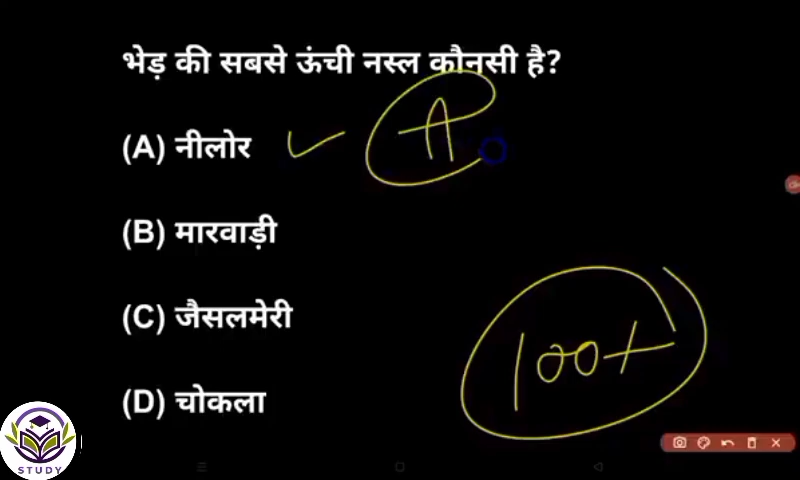 भेड़ की सबसे ऊंची नस्ल कौनसी है?
(A) नीलोर
A
(B) मारवाड़ी
(C) जैसलमेरी
100+
(D) चोकला
STUDY